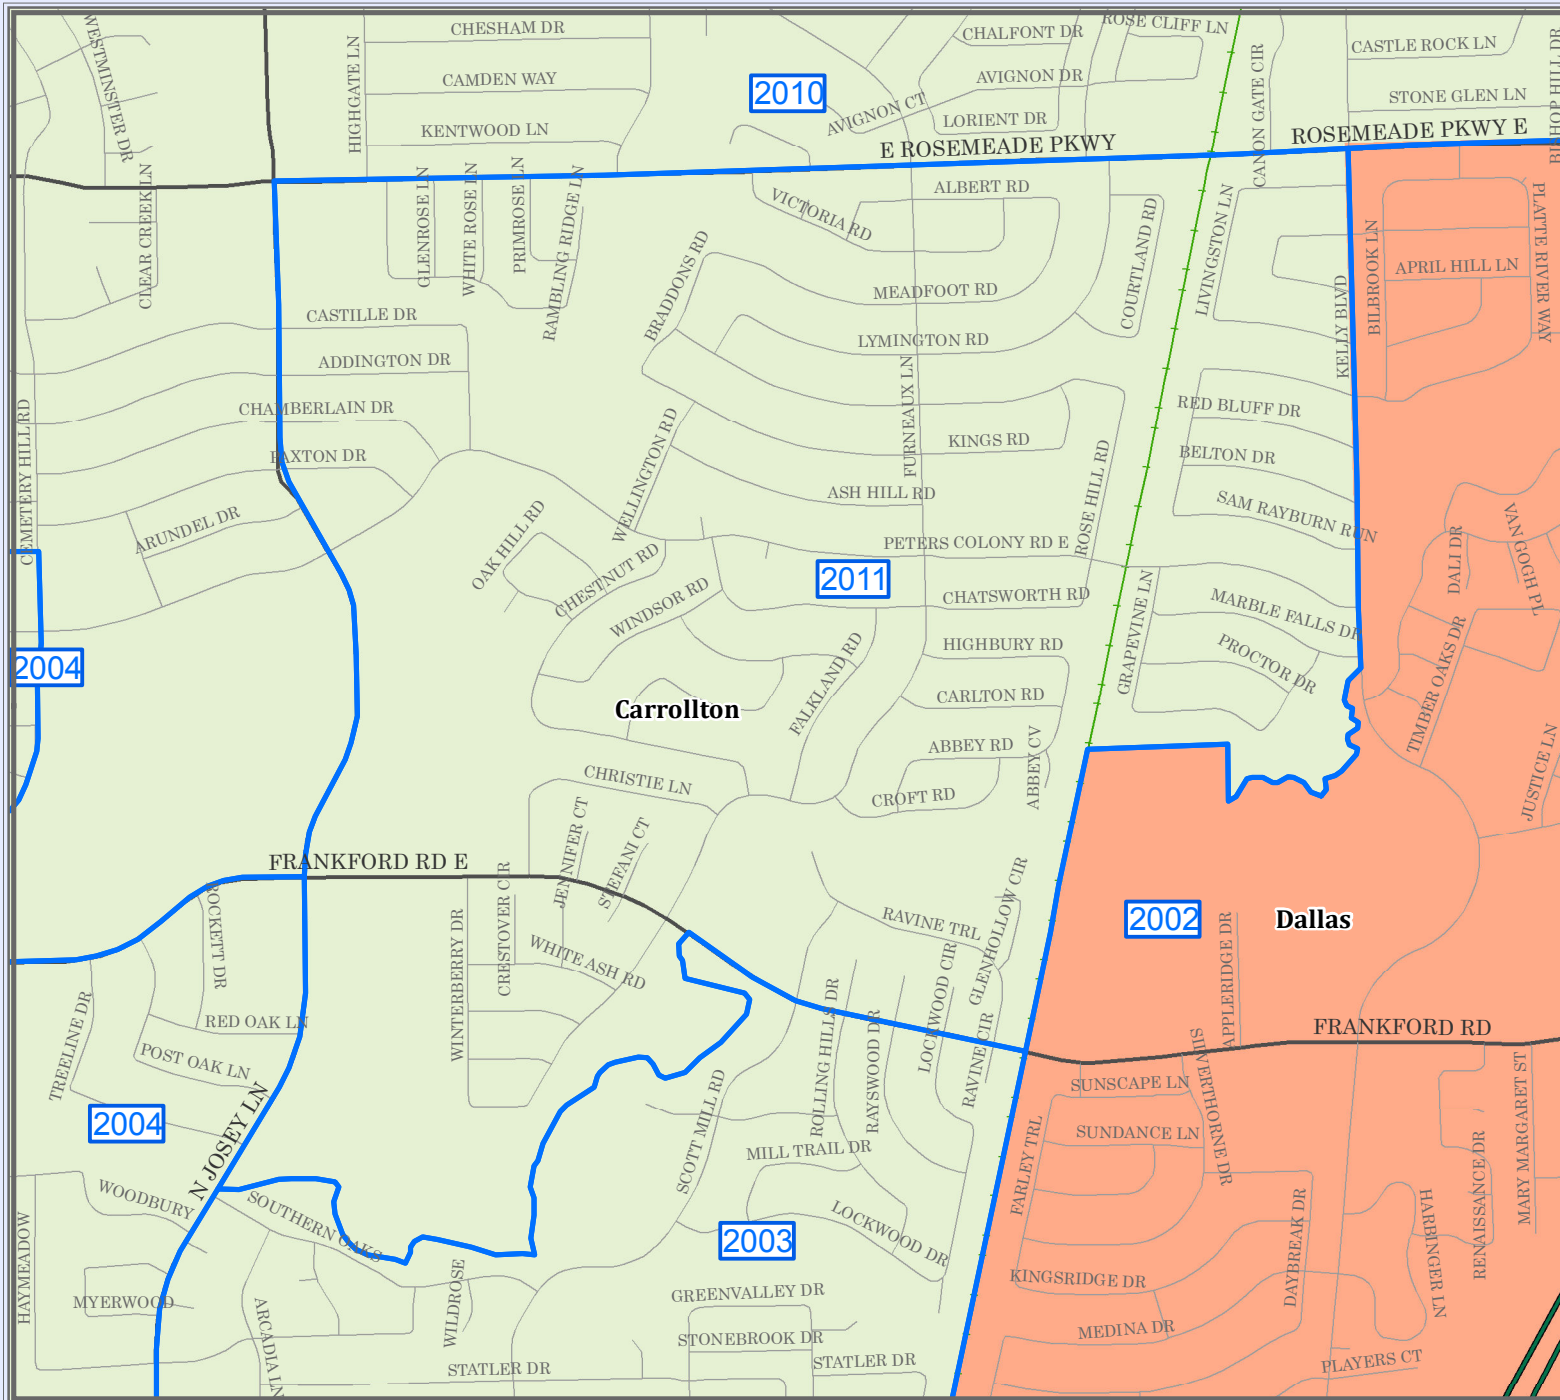 WESTMINSTER DR
HIGHGATE LN
CHESHAM DR
CAMDEN WAY
KENTWOOD LN
2010
CHALFONT DR
AVIGNON DR
AVIGNON CT
LORIENT DR
ROSE CLIFF LN
CANON GATE CIR
CASTLE ROCK LN
STONE GLEN LN
BISHOP HILL DR
E ROSEMEADE PKWY
ROSEMEADE PKWY E
CLEAR CREEK LN
GLENROSE LN
WHITE ROSE LN
PRIMROSE LN
RAMBLING RIDGE LN
VICTORIA RD
ALBERT RD
BRADDONS RD
MEADFOOT RD
LYMINGTON RD
COURTLAND RD
LIVINGSTON LN
KELLY BLVD
BILBROOK LN
APRIL HILL LN
PLATTE RIVER WAY
CASTILLE DR
ADDINGTON DR
CHAMBERLAIN DR
PAXTON DR
CEMETERY HILL RD
ARUNDEL DR
WELLINGTON RD
FURNEAUX LN
KINGS RD
ASH HILL RD
ROSE HILL RD
RED BLUFF DR
BELTON DR
SAM RAYBURN RUN
OAK HILL RD
CHESTNUT RD
WINDSOR RD
PETERS COLONY RD E
2011
CHATSWORTH RD
HIGHBURY RD
CARLTON RD
FALKLAND RD
ABBEY RD
ABBEY CV
CROFT RD
GRAPEVINE LN
MARBLE FALLS DR
PROCTOR DR
DALI DR
VAN GOGH PL
TIMBER OAKS DR
JUSTICE LN
2004
Carrollton
CHRISTIE LN
JENNIFER CT
STEFANI CT
FRANKFORD RD E
ROCKETT DR
WINTERBERRY DR
CRESTOVER CIR
WHITE ASH RD
RAVINE TRL
GLENHOLLOW CIR
LOCKWOOD CIR
RAVINE CIR
ROLLING HILLS DR
RAYSWOOD DR
2002
Dallas
APPLERIDGE DR
FRANKFORD RD
TREELINE DR
RED OAK LN
POST OAK LN
2004
N JOSEY LN
SCOTT MILL RD
MILL TRAIL DR
SUNSCAPE LN
SUNDANCE LN
SILVERTHORNE DR
FARLEY TRL
MARY MARGARET ST
RENAISSANCE DR
HARBINGER LN
DAYBREAK DR
WOODBURY
SOUTHERN OAKS
HAYMEADOW
MYERWOOD
ARCADIA LN
WILDROSE
2003
LOCKWOOD DR
GREENVALLEY DR
STONEBROOK DR
STATLER DR
STATLER DR
KINGSRIDGE DR
MEDINA DR
PLAYERS CT